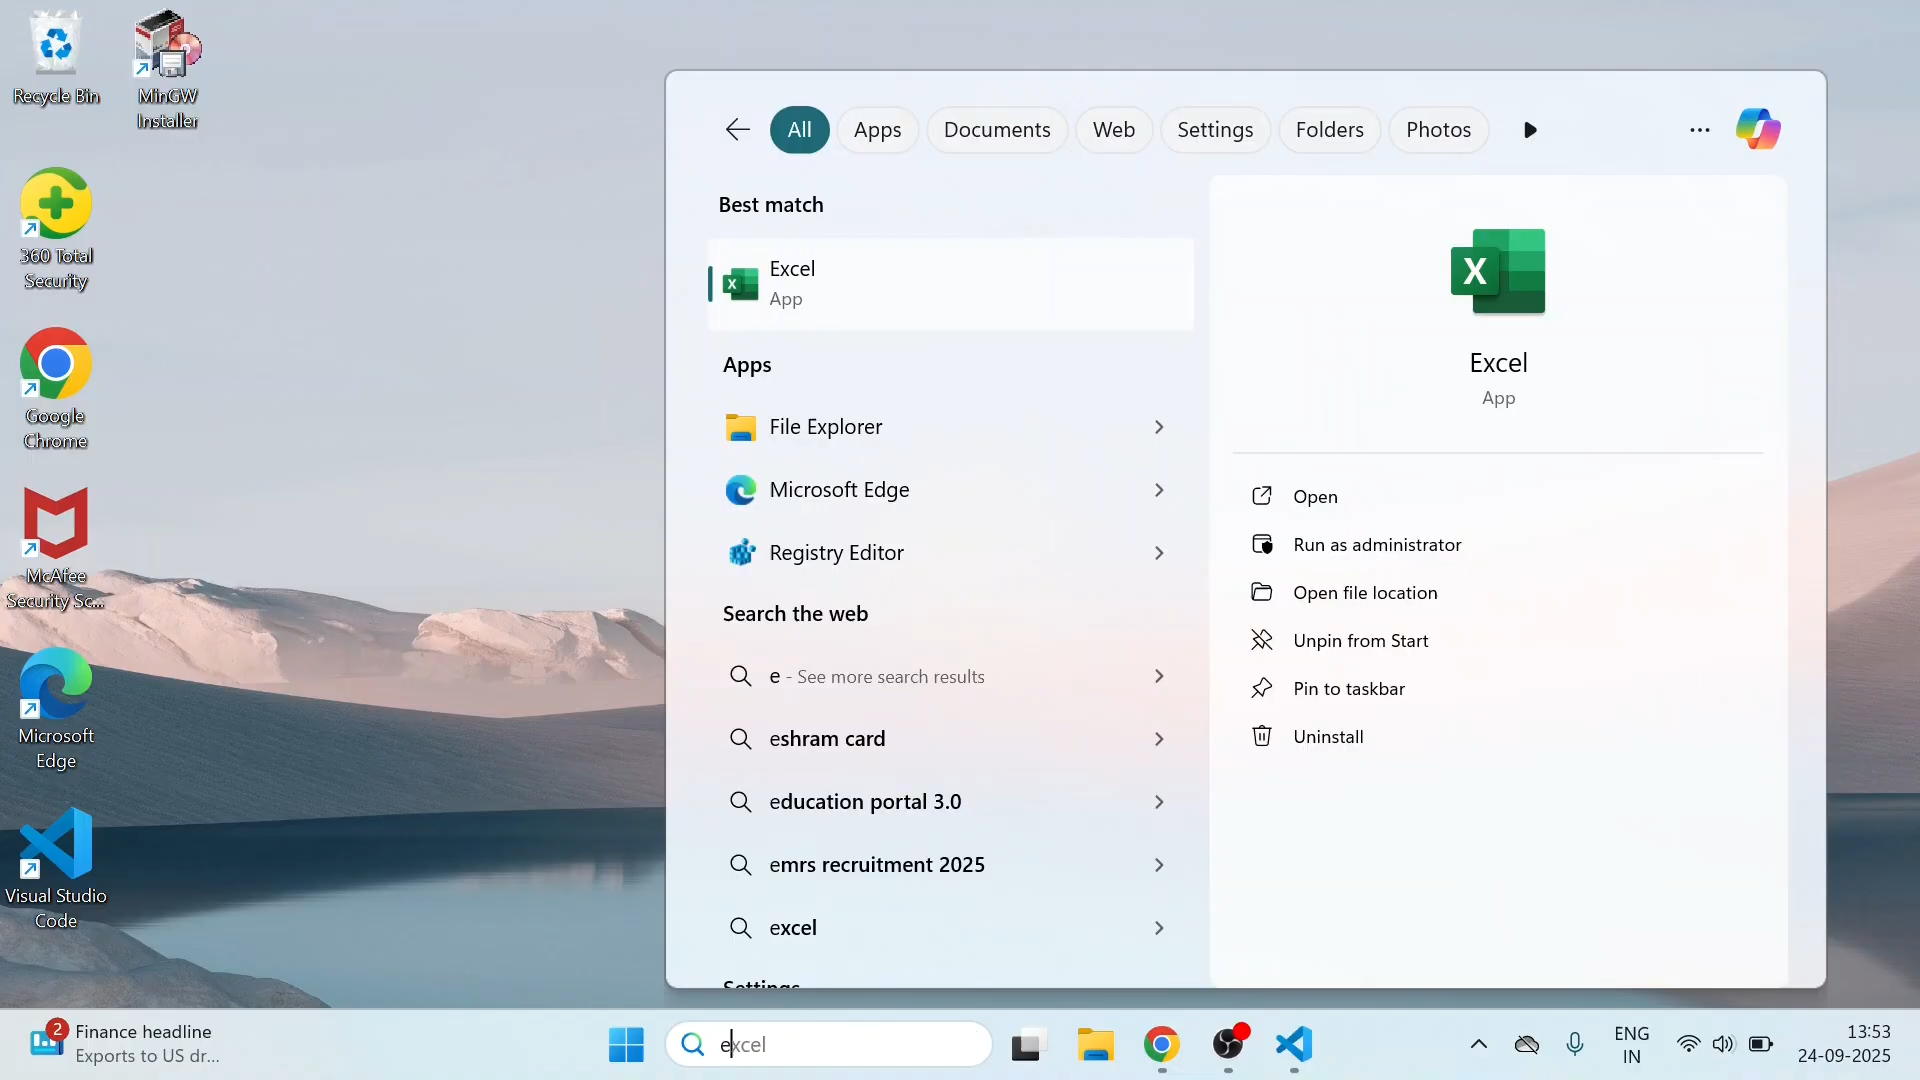 Recycle Bin
MinGW
Installer
360 Total
Security
Google
Chrome
McAfee
Security Sc...
Microsoft
Edge
Visual Studio
Code
All
Apps
Documents
Web
Settings
Folders
Photos
Best match
Excel
App
Apps
File Explorer
Microsoft Edge
Registry Editor
Search the web
e - See more search results
eshram card
education portal 3.0
emrs recruitment 2025
excel
Settings
X
Excel
App
Open
Run as administrator
Open file location
Unpin from Start
Pin to taskbar
Uninstall
2
Finance headline
Exports to US dr...
excel
ENG
IN
13:53
24-09-2025